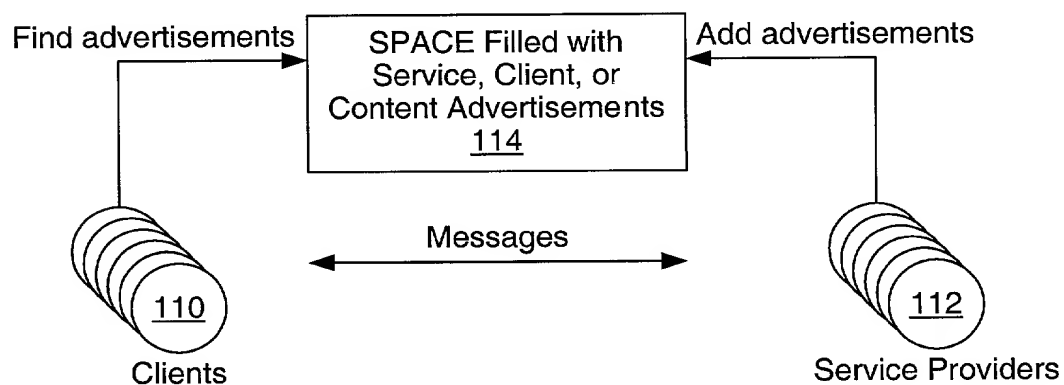 Find advertisements
SPACE Filled with
Service, Client, or
Content Advertisements
114
Add advertisements
Messages
110
Clients
112
Service Providers